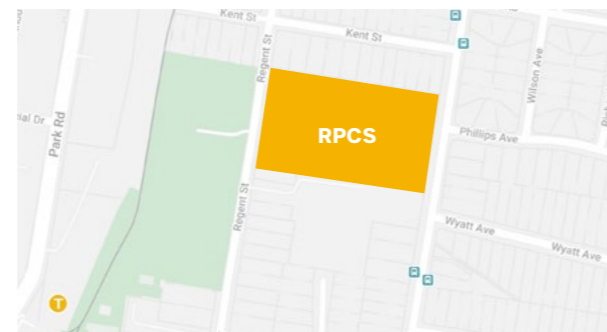 Kent St
Kent St
Regent St
Wilson Ave
Park Rd
RPCS
Phillips Ave
Regent St
Wyatt Ave
Wyatt Ave
T